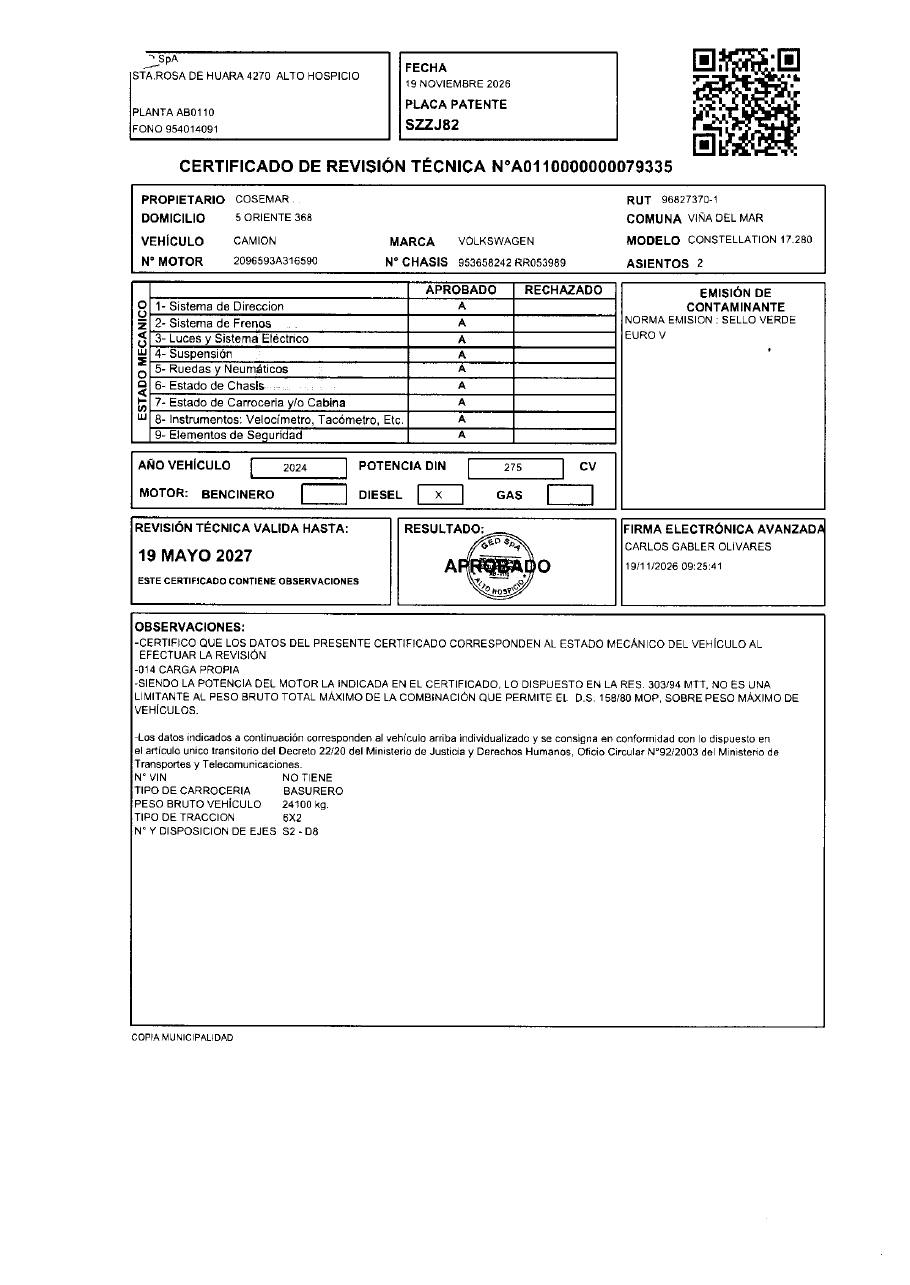 SpA
STA.ROSA DE HUARA 4270 ALTO HOSPICIO
PLANTA AB0110
FONO 954014091
FECHA
19 NOVIEMBRE 2026
PLACA PATENTE
SZZJ82
CERTIFICADO DE REVISIÓN TÉCNICA N°A0110000000079335
PROPIETARIO COSEMAR RUT 96827370-1
DOMICILIO 5 ORIENTE 368 COMUNA VIÑA DEL MAR
VEHÍCULO CAMION MARCA VOLKSWAGEN MODELO CONSTELLATION 17.280
N° MOTOR 2096593A316590 N° CHASIS 953658242 RR053989 ASIENTOS 2
ESTADO MECANICO
APROBADO RECHAZADO
1- Sistema de Direccion A
2- Sistema de Frenos A
3- Luces y Sistema Eléctrico A
4- Suspensión A
5- Ruedas y Neumáticos A
6- Estado de Chasis A
7- Estado de Carroceria y/o Cabina A
8- Instrumentos: Velocímetro, Tacómetro, Etc. A
9- Elementos de Seguridad A
EMISIÓN DE
CONTAMINANTE
NORMA EMISION : SELLO VERDE
EURO V
AÑO VEHÍCULO 2024 POTENCIA DIN 275 CV
MOTOR: BENCINERO DIESEL X GAS
REVISIÓN TÉCNICA VALIDA HASTA:
19 MAYO 2027
ESTE CERTIFICADO CONTIENE OBSERVACIONES
RESULTADO:
GED SpA
APROBADO
ALTO HOSPICIO
FIRMA ELECTRÓNICA AVANZADA
CARLOS GABLER OLIVARES
19/11/2026 09:25:41
OBSERVACIONES:
-CERTIFICO QUE LOS DATOS DEL PRESENTE CERTIFICADO CORRESPONDEN AL ESTADO MECÁNICO DEL VEHÍCULO AL
EFECTUAR LA REVISIÓN
-014 CARGA PROPIA
-SIENDO LA POTENCIA DEL MOTOR LA INDICADA EN EL CERTIFICADO, LO DISPUESTO EN LA RES. 303/94 MTT, NO ES UNA
LIMITANTE AL PESO BRUTO TOTAL MÁXIMO DE LA COMBINACIÓN QUE PERMITE EL D.S. 158/80 MOP, SOBRE PESO MÁXIMO DE
VEHÍCULOS.
-Los datos indicados a continuación corresponden al vehículo arriba individualizado y se consigna en conformidad con lo dispuesto en
el artículo unico transitorio del Decreto 22/20 del Ministerio de Justicia y Derechos Humanos, Oficio Circular N°92/2003 del Ministerio de
Transportes y Telecomunicaciones.
N° VIN NO TIENE
TIPO DE CARROCERIA BASURERO
PESO BRUTO VEHÍCULO 24100 kg.
TIPO DE TRACCION 6X2
N° Y DISPOSICION DE EJES S2 - D8
COPIA MUNICIPALIDAD